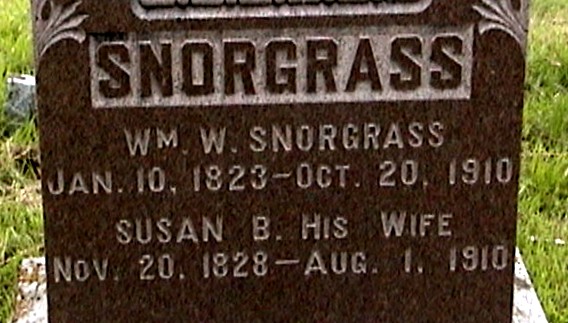 SNORGRASS
WM. W. SNORGRASS
JAN. 10, 1823-OCT. 20, 1910
SUSAN B. HIS WIFE
NOV. 20, 1828-AUG. 1, 1910